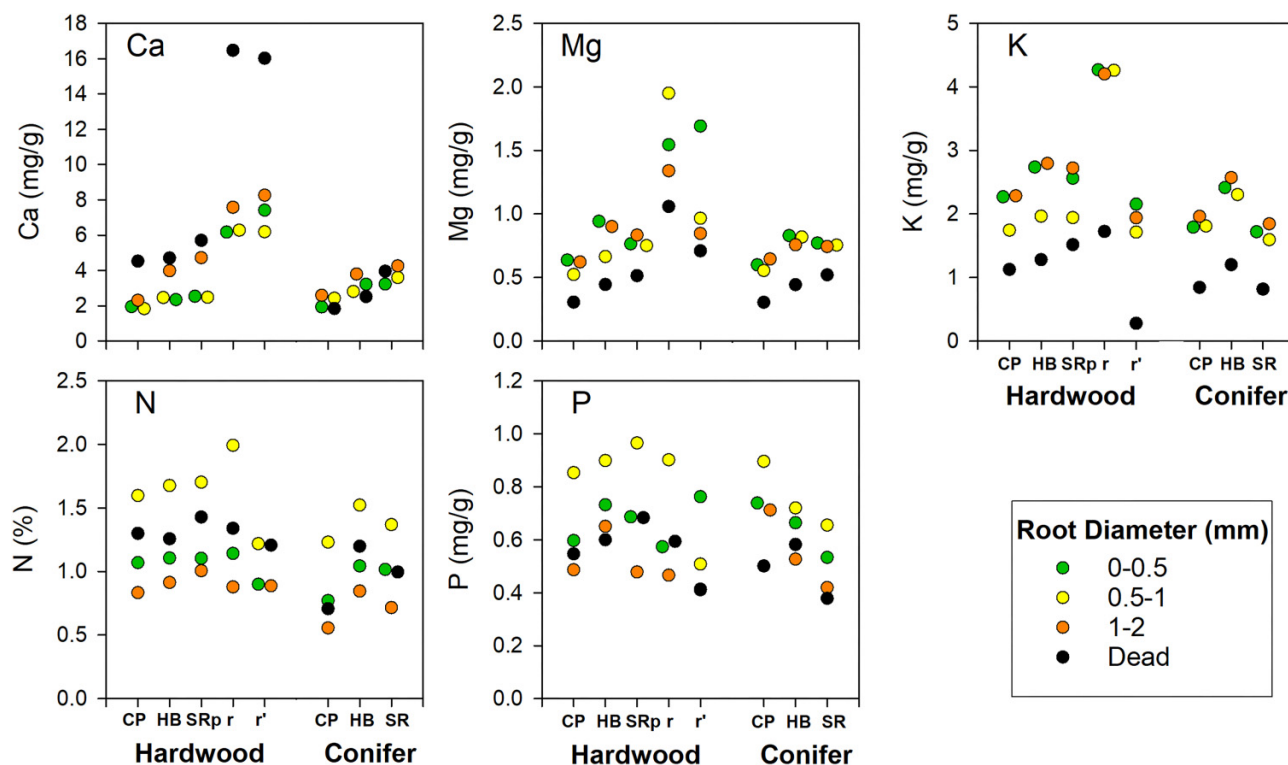 Ca
Ca (mg/g)
18
16
14
12
10
8
6
4
2
0
Mg
Mg (mg/g)
2.5
2.0
1.5
1.0
0.5
0.0
K
K (mg/g)
5
4
3
2
1
0
CP HB SRp r r' CP HB SR
Hardwood Conifer
N
N (%)
2.5
2.0
1.5
1.0
0.5
0.0
CP HB SRp r r' CP HB SR
Hardwood Conifer
P
P (mg/g)
1.2
1.0
0.8
0.6
0.4
0.2
0.0
CP HB SRp r r' CP HB SR
Hardwood Conifer
Root Diameter (mm)
0-0.5
0.5-1
1-2
Dead